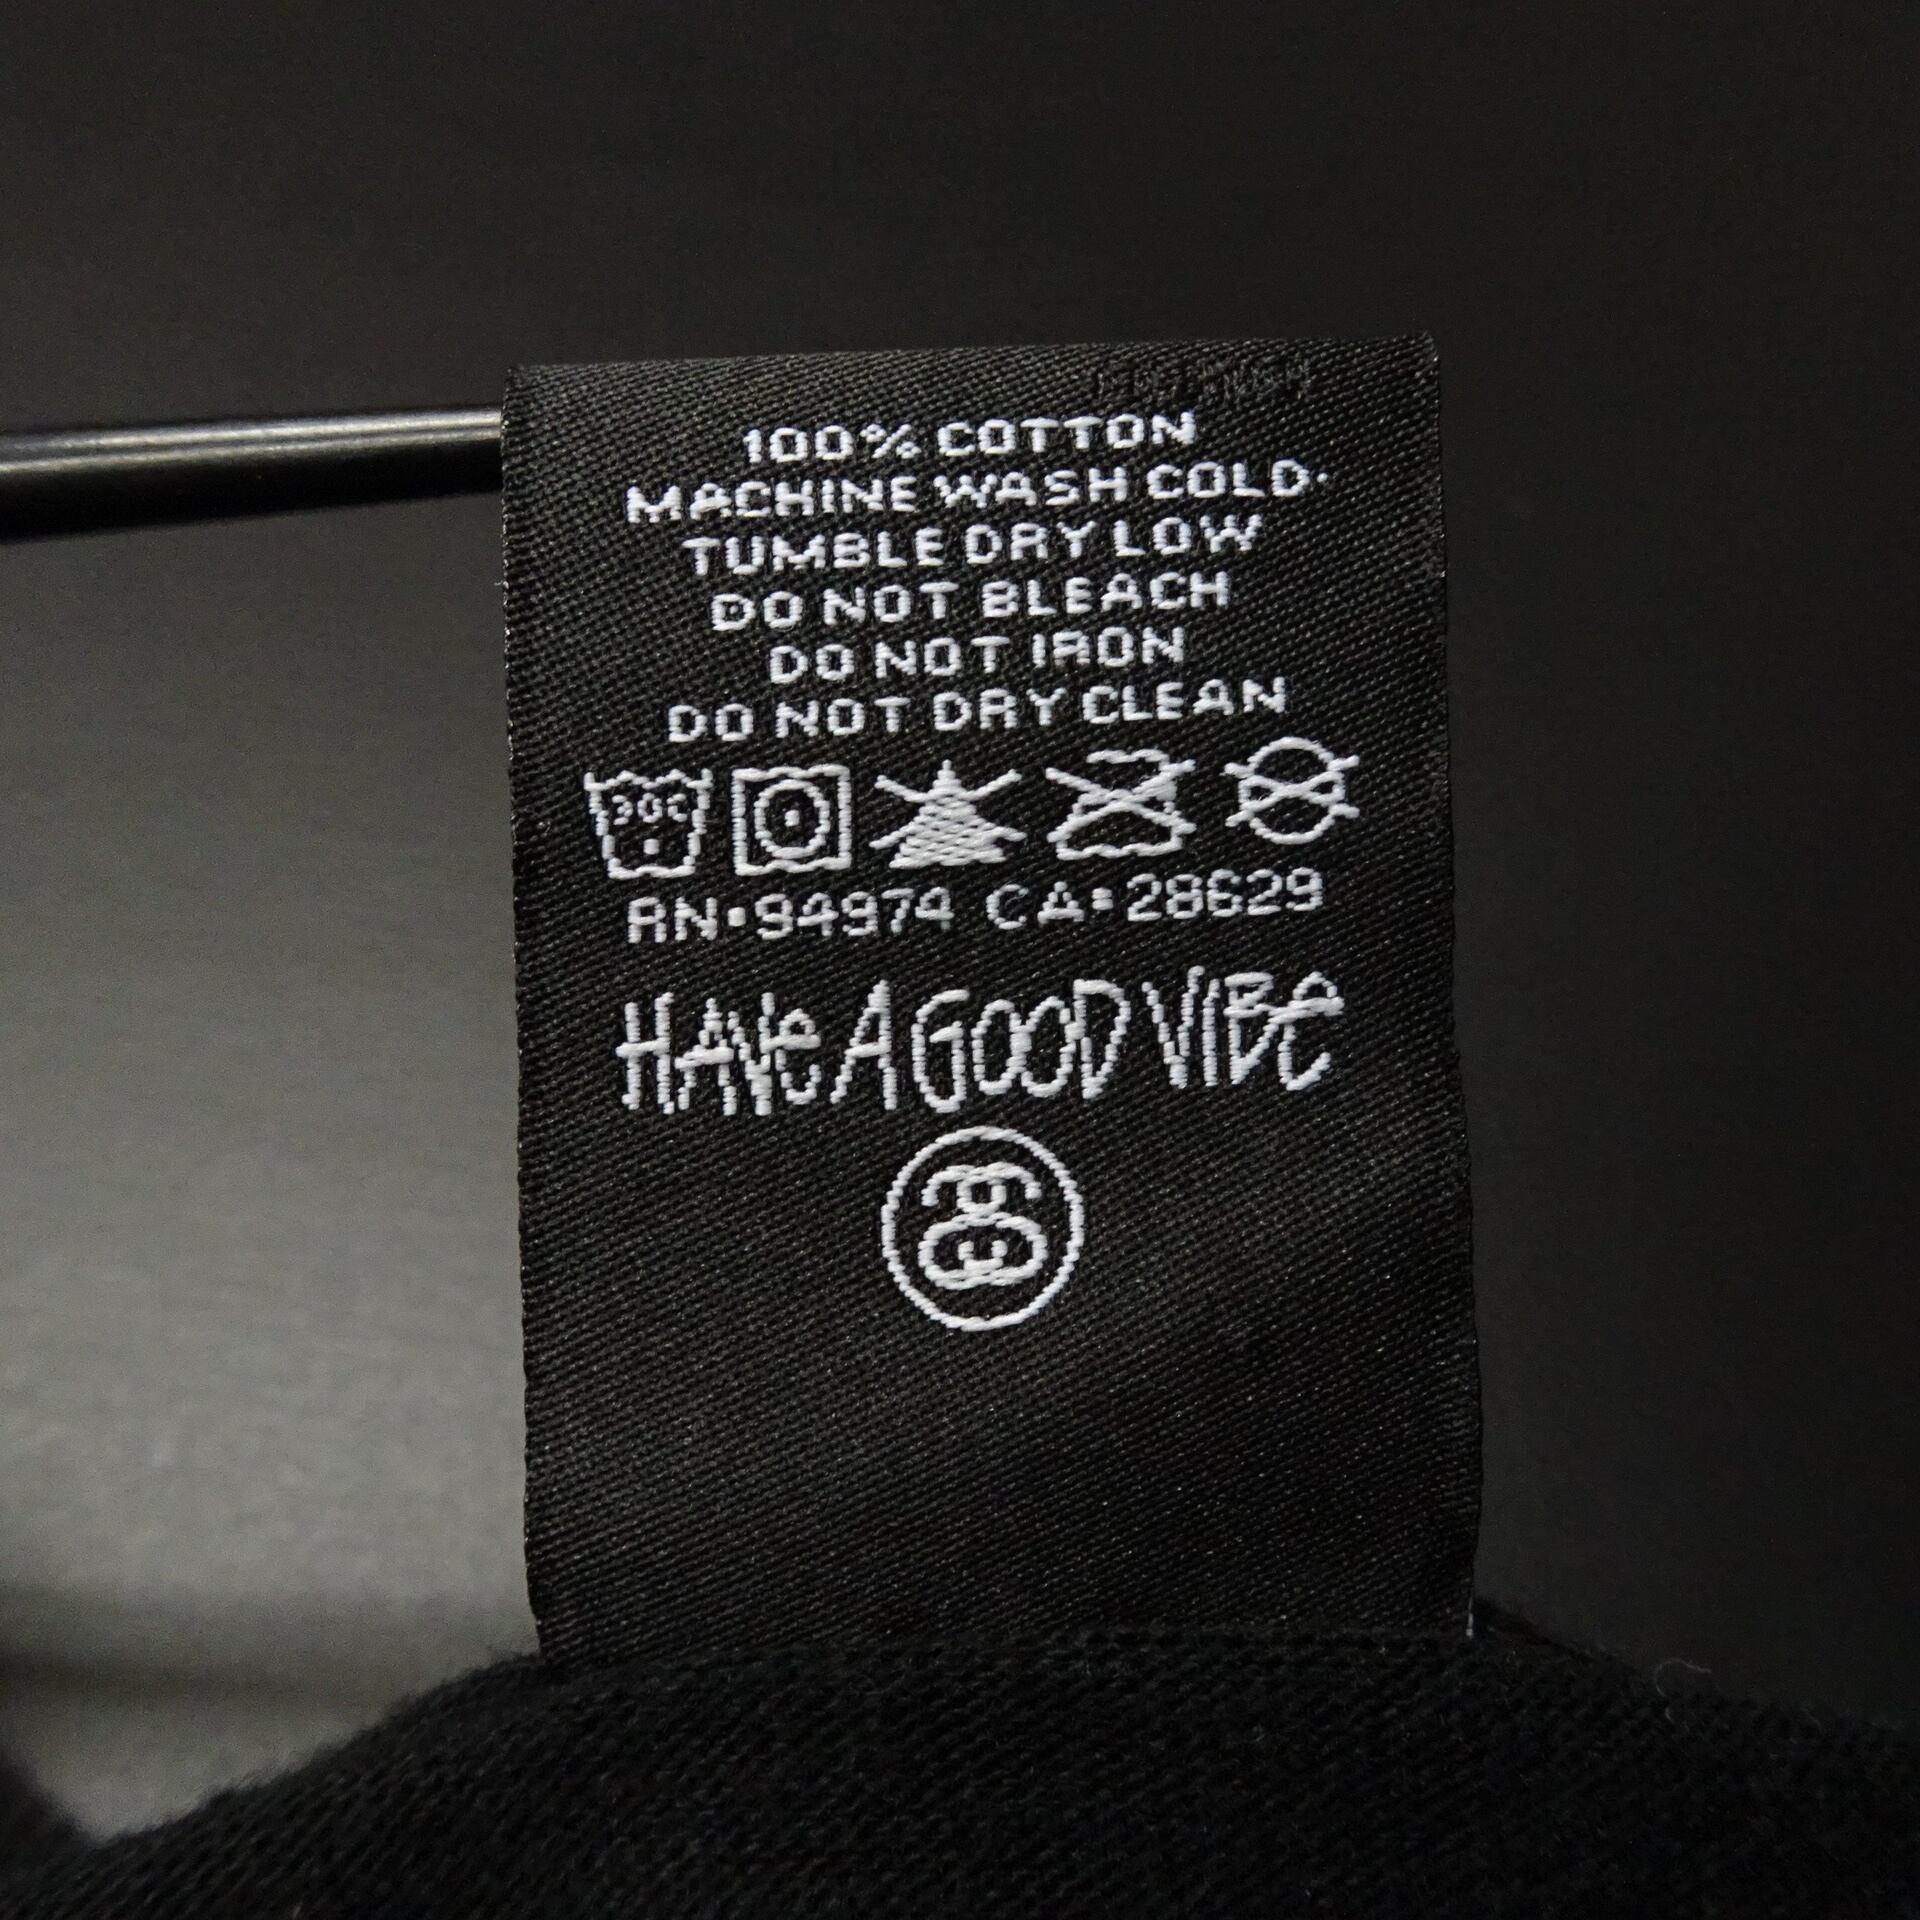 100% COTTON
MACHINE WASH COLD·
TUMBLE DRY LOW
DO NOT BLEACH
DO NOT IRON
DO NOT DRY CLEAN
30C
RN·94974 CA·28629
HAVE A GOOD VIBE